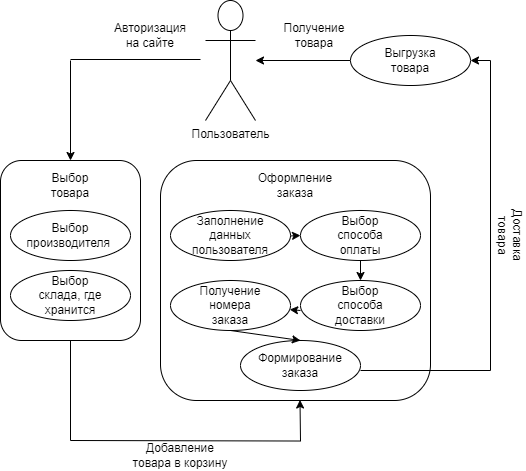 Авторизация
на сайте
Получение
товара
Выгрузка
товара
Пользователь
Выбор
товара
Выбор
производителя
Выбор
склада, где
хранится
Оформление
заказа
Заполнение
данных
пользователя
Выбор
способа
оплаты
Получение
номера
заказа
Выбор
способа
доставки
Формирование
заказа
Доставка
товара
Добавление
товара в корзину